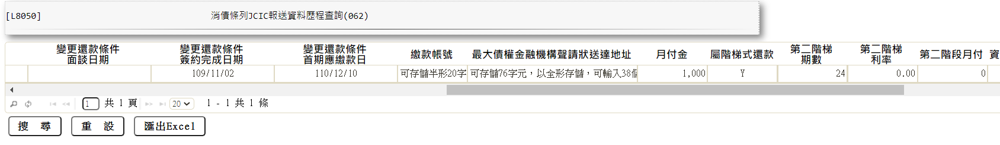 [L8050] 消債條列JCIC報送資料歷程查詢(062)
變更還款條件 變更還款條件 變更還款條件 繳款帳號 最大債權金融機構聲請狀送達地址 月付金 屬階梯式還款 第二階梯 第二階梯 第二階段月付 資
面談日期 簽約完成日期 首期應繳款日 期數 利率
109/11/02 110/12/10 可存儲半形20字 可存儲76字元，以全形存儲，可輸入38個 1,000 Y 24 0.00 0
1 共 1 頁 20 1 - 1 共 1 條
搜 尋 重 設 匯出Excel